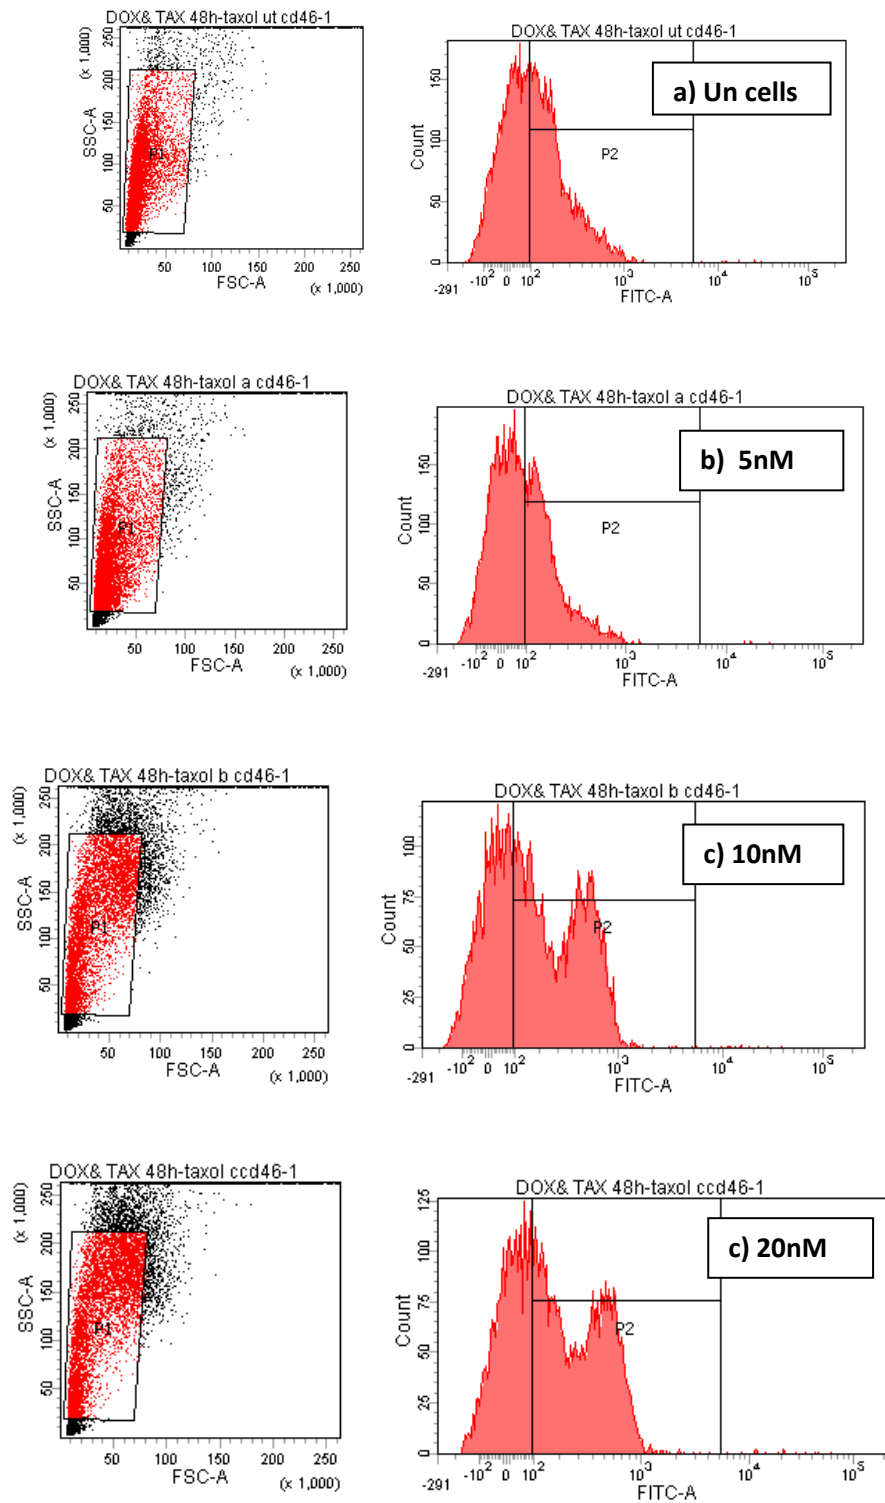 DOX& TAX 48h-taxol ut cd46-1
(x 1,000)
SSC-A
50 100 150 200 250
P1
50 100 150 200 250
FSC-A
(x 1,000)
DOX& TAX 48h-taxol ut cd46-1
a) Un cells
Count
0 50 100 150
P2
-291 -10² 0 10² 10³ 10⁴ 10⁵
FITC-A
DOX& TAX 48h-taxol a cd46-1
(x 1,000)
SSC-A
50 100 150 200 250
P1
50 100 150 200 250
FSC-A
(x 1,000)
DOX& TAX 48h-taxol a cd46-1
b) 5nM
Count
0 50 100 150
P2
-291 -10² 0 10² 10³ 10⁴ 10⁵
FITC-A
DOX& TAX 48h-taxol b cd46-1
(x 1,000)
SSC-A
50 100 150 200 250
P1
50 100 150 200 250
FSC-A
(x 1,000)
DOX& TAX 48h-taxol b cd46-1
c) 10nM
Count
0 25 50 75 100
P2
-291 -10² 0 10² 10³ 10⁴ 10⁵
FITC-A
DOX& TAX 48h-taxol ccd46-1
(x 1,000)
SSC-A
50 100 150 200 250
P1
50 100 150 200 250
FSC-A
(x 1,000)
DOX& TAX 48h-taxol ccd46-1
c) 20nM
Count
0 25 50 75 100 125
P2
-291 -10² 0 10² 10³ 10⁴ 10⁵
FITC-A